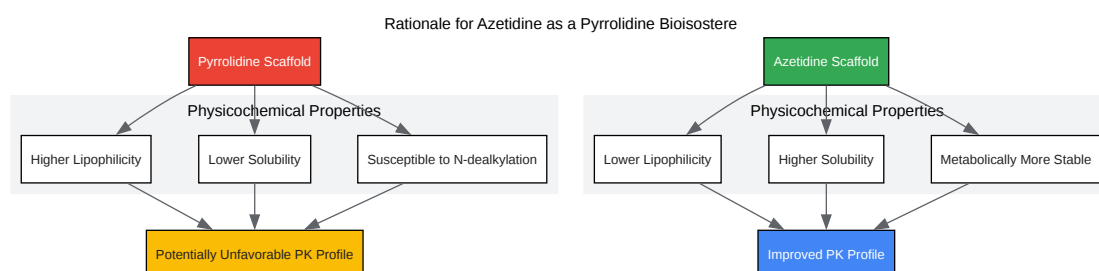 Rationale for Azetidine as a Pyrrolidine Bioisostere
Pyrrolidine Scaffold
Azetidine Scaffold
Physicochemical Properties
Physicochemical Properties
Higher Lipophilicity
Lower Solubility
Susceptible to N-dealkylation
Lower Lipophilicity
Higher Solubility
Metabolically More Stable
Potentially Unfavorable PK Profile
Improved PK Profile